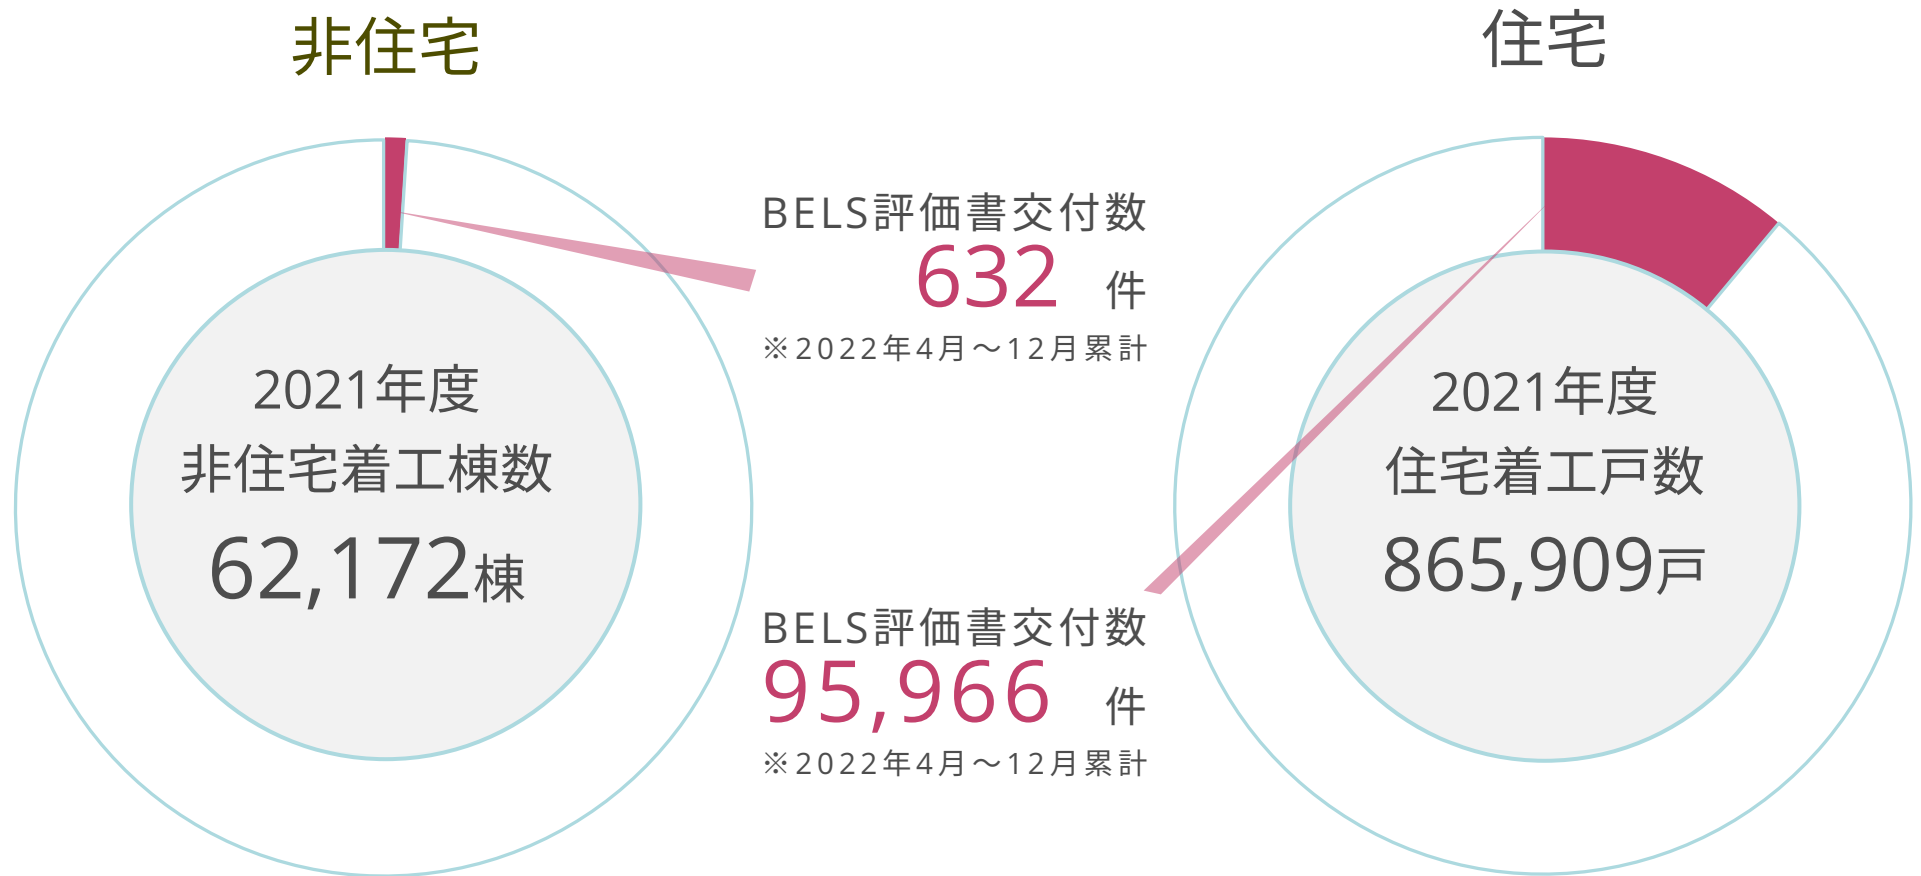 非住宅
2021年度
非住宅着工棟数
62,172棟
BELS評価書交付数
632 件
※2022年4月～12月累計
住宅
2021年度
住宅着工戸数
865,909戸
BELS評価書交付数
95,966 件
※2022年4月～12月累計